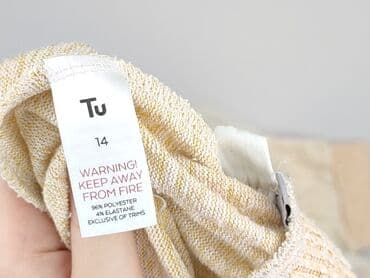 Tu
14
WARNING!
KEEP AWAY
FROM FIRE
96% POLYESTER
4% ELASTANE
EXCLUSIVE OF TRIMS